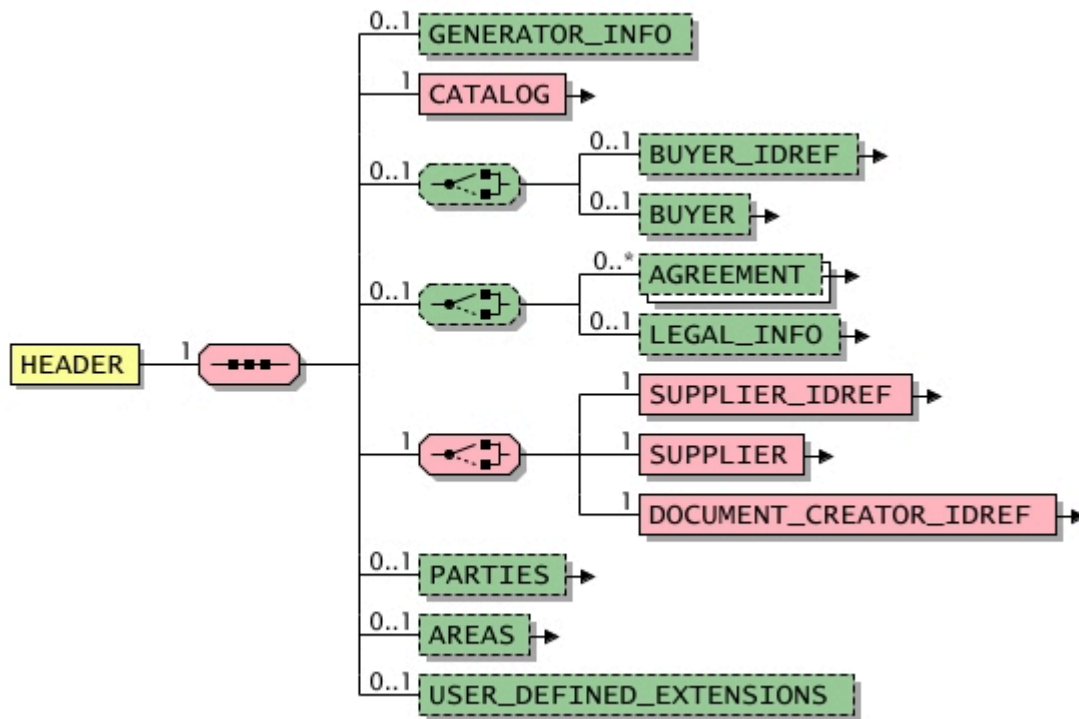 0..1 GENERATOR_INFO
1 CATALOG
0..1
0..1 BUYER_IDREF
0..1 BUYER
0..1
0..* AGREEMENT
0..1 LEGAL_INFO
HEADER 1
1
1 SUPPLIER_IDREF
1 SUPPLIER
1 DOCUMENT_CREATOR_IDREF
0..1 PARTIES
0..1 AREAS
0..1 USER_DEFINED_EXTENSIONS